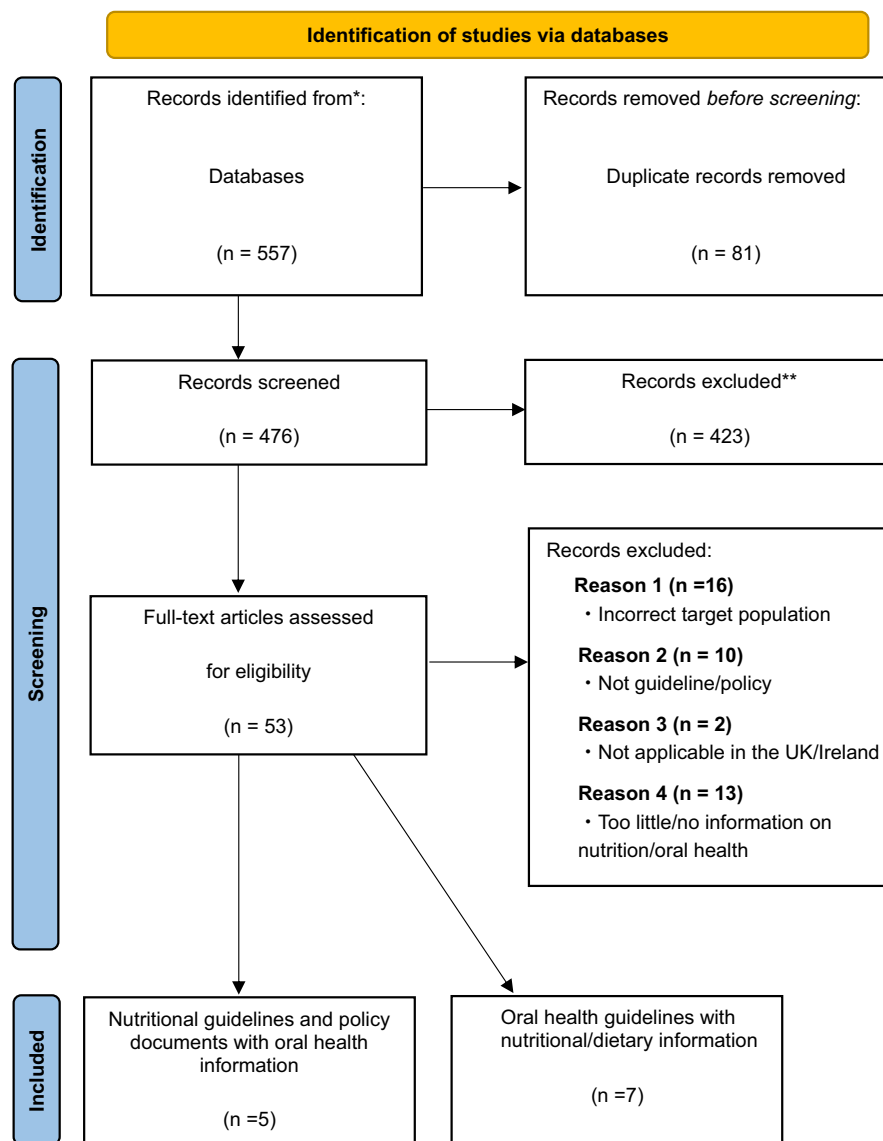 Identification of studies via databases
Identification
Records identified from*:
Databases
(n = 557)
Records removed before screening:
Duplicate records removed
(n = 81)
Screening
Records screened
(n = 476)
Records excluded**
(n = 423)
Full-text articles assessed
for eligibility
(n = 53)
Records excluded:
Reason 1 (n =16)
・Incorrect target population
Reason 2 (n = 10)
・Not guideline/policy
Reason 3 (n = 2)
・Not applicable in the UK/Ireland
Reason 4 (n = 13)
・Too little/no information on
nutrition/oral health
Included
Nutritional guidelines and policy
documents with oral health
information
(n =5)
Oral health guidelines with
nutritional/dietary information
(n =7)